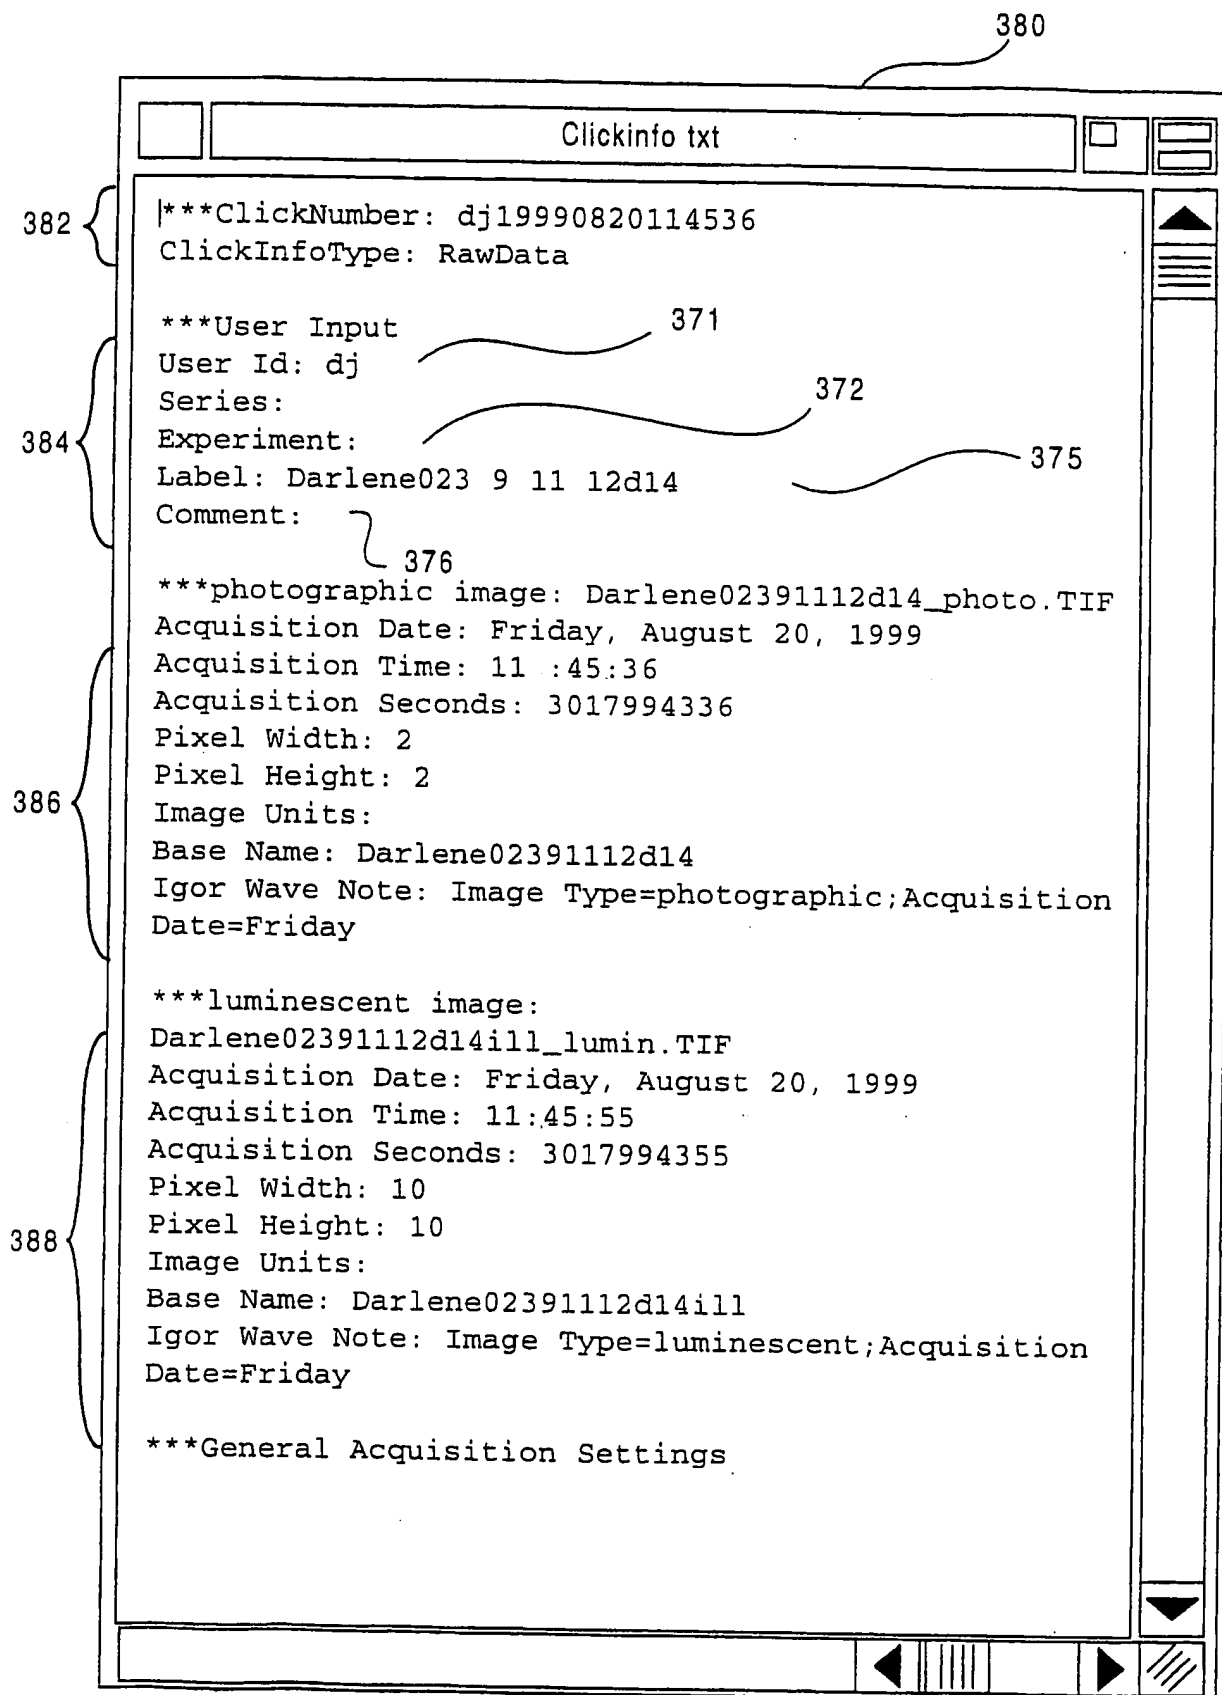 380
Clickinfo txt
382
***ClickNumber: dj19990820114536
ClickInfoType: RawData
***User Input
371
User Id: dj
Series:
372
384
Experiment:
Label: Darlene023 9 11 12d14
375
Comment:
376
***photographic image: Darlene02391112d14_photo.TIF
Acquisition Date: Friday, August 20, 1999
Acquisition Time: 11 :45:36
Acquisition Seconds: 3017994336
Pixel Width: 2
Pixel Height: 2
386
Image Units:
Base Name: Darlene02391112d14
Igor Wave Note: Image Type=photographic;Acquisition
Date=Friday
***luminescent image:
Darlene02391112d14ill_lumin.TIF
Acquisition Date: Friday, August 20, 1999
Acquisition Time: 11:45:55
Acquisition Seconds: 3017994355
Pixel Width: 10
Pixel Height: 10
388
Image Units:
Base Name: Darlene02391112d14ill
Igor Wave Note: Image Type=luminescent;Acquisition
Date=Friday
***General Acquisition Settings